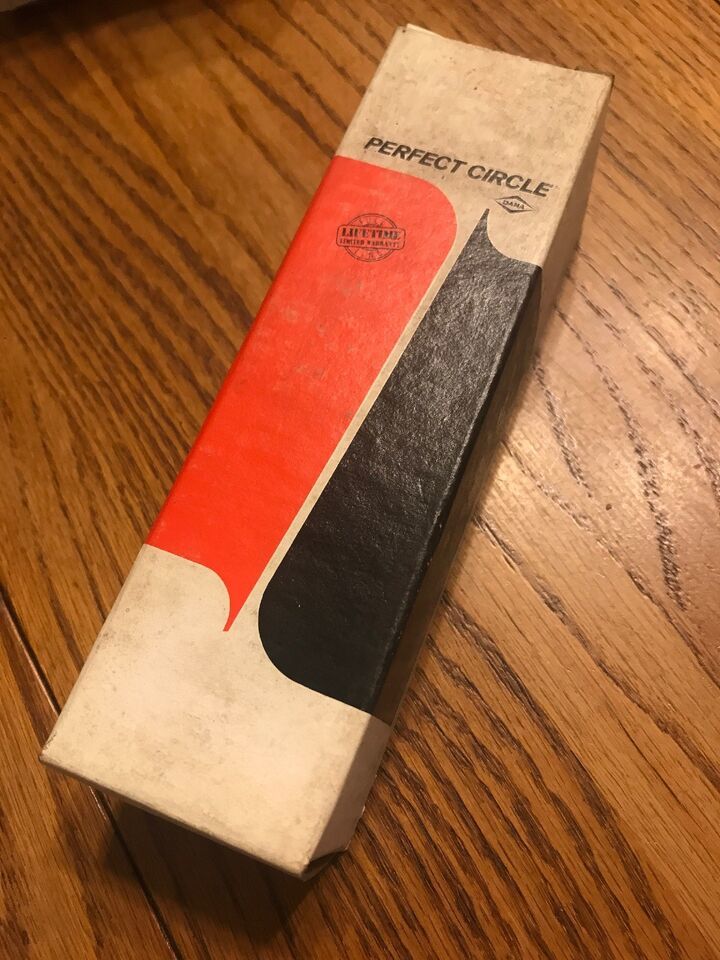 PERFECT CIRCLE
DANA
LIFETIME
LIMITED WARRANTY